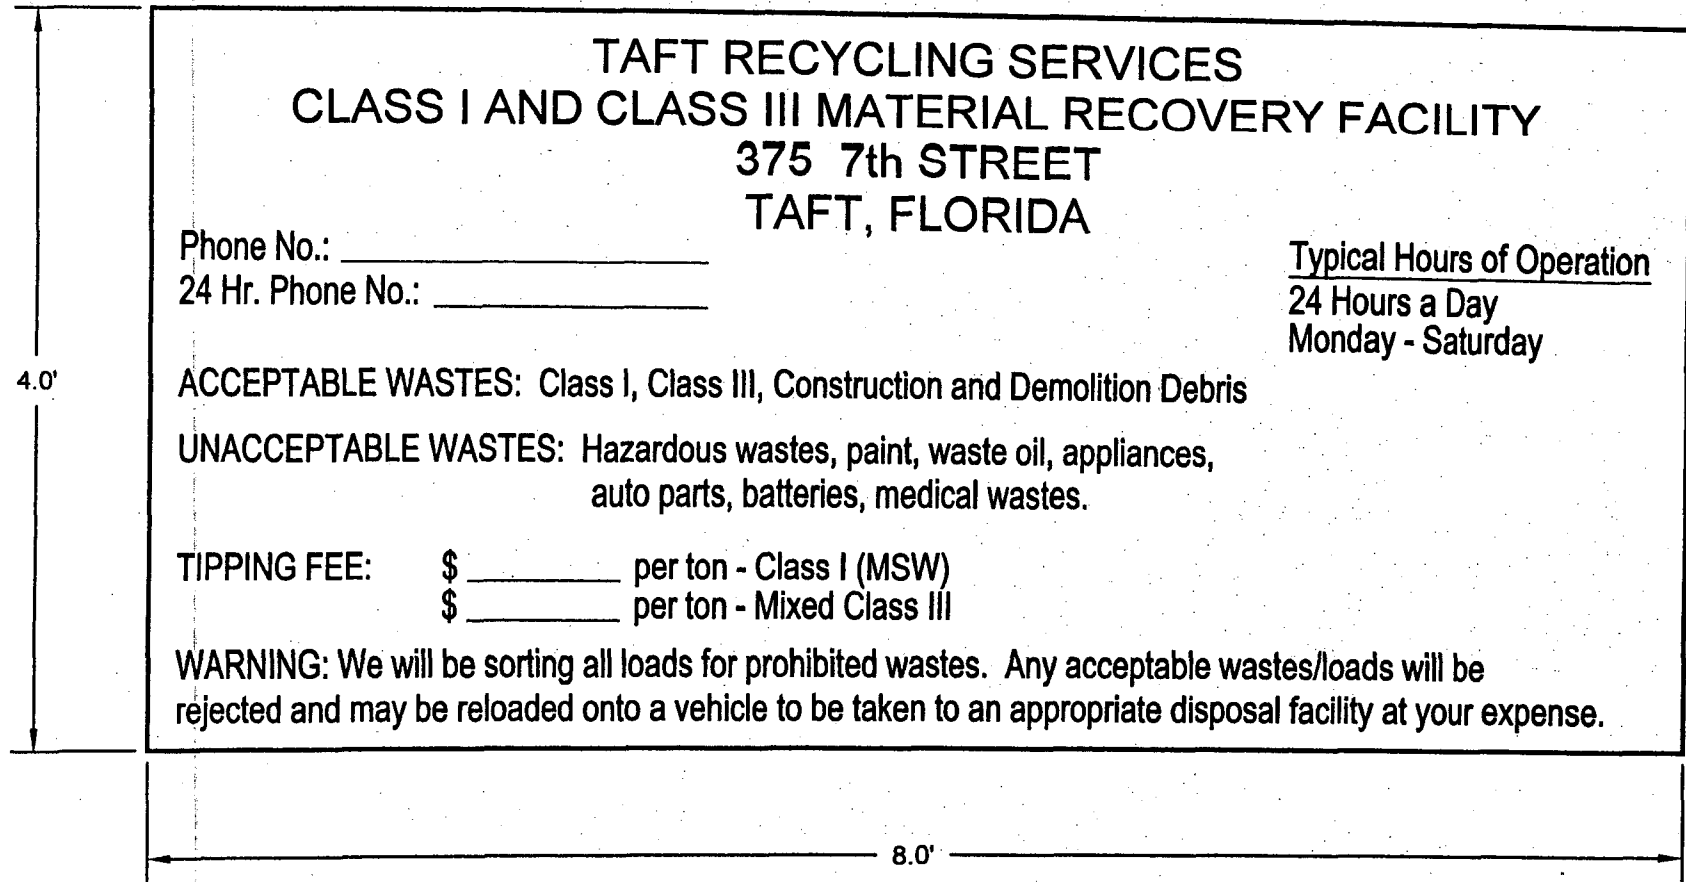 TAFT RECYCLING SERVICES
CLASS I AND CLASS III MATERIAL RECOVERY FACILITY
375 7th STREET
TAFT, FLORIDA
Phone No.: ____________
24 Hr. Phone No.: ____________
Typical Hours of Operation
24 Hours a Day
Monday - Saturday
4.0'
ACCEPTABLE WASTES: Class I, Class III, Construction and Demolition Debris
UNACCEPTABLE WASTES: Hazardous wastes, paint, waste oil, appliances,
auto parts, batteries, medical wastes.
TIPPING FEE: $ ________ per ton - Class I (MSW)
$ ________ per ton - Mixed Class III
WARNING: We will be sorting all loads for prohibited wastes. Any acceptable wastes/loads will be
rejected and may be reloaded onto a vehicle to be taken to an appropriate disposal facility at your expense.
8.0'